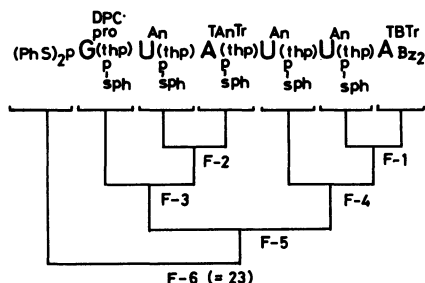 DPC·
pro An TAnTr An An TBTr
(PhS)₂p G(thp) U(thp) A(thp) U(thp) U(thp) A Bz₂
p p p p p
sph sph sph sph sph
F-2 F-1
F-3 F-4
F-5
F-6 (= 23)